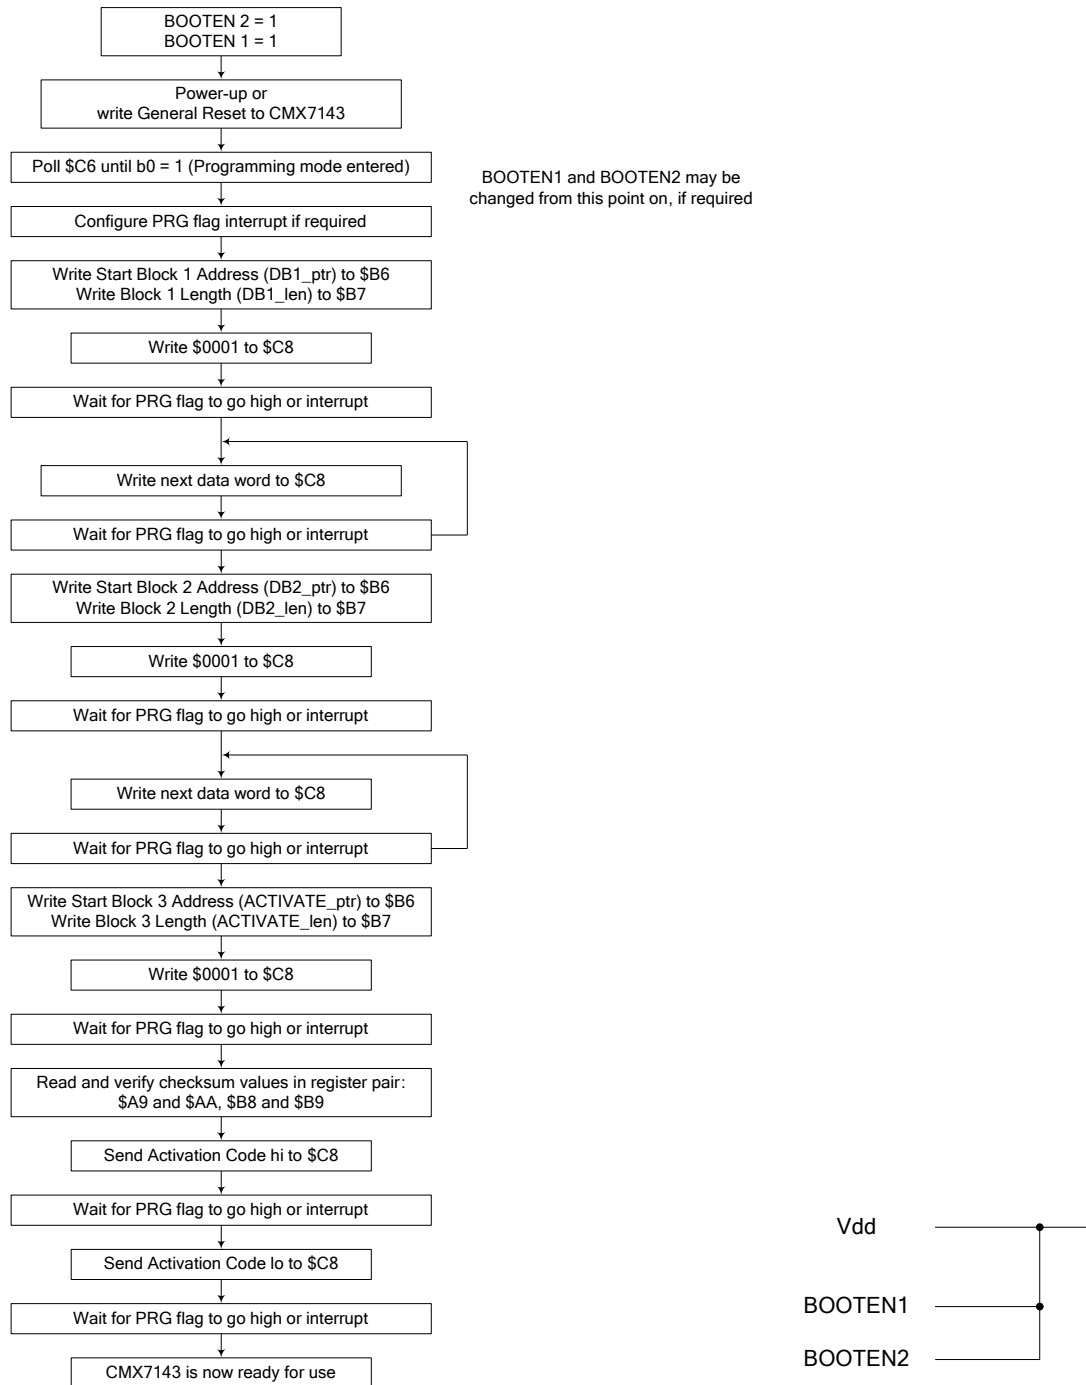 BOOTEN 2 = 1
BOOTEN 1 = 1
Power-up or
write General Reset to CMX7143
Poll $C6 until b0 = 1 (Programming mode entered)
BOOTEN1 and BOOTEN2 may be
changed from this point on, if required
Configure PRG flag interrupt if required
Write Start Block 1 Address (DB1_ptr) to $B6
Write Block 1 Length (DB1_len) to $B7
Write $0001 to $C8
Wait for PRG flag to go high or interrupt
Write next data word to $C8
Wait for PRG flag to go high or interrupt
Write Start Block 2 Address (DB2_ptr) to $B6
Write Block 2 Length (DB2_len) to $B7
Write $0001 to $C8
Wait for PRG flag to go high or interrupt
Write next data word to $C8
Wait for PRG flag to go high or interrupt
Write Start Block 3 Address (ACTIVATE_ptr) to $B6
Write Block 3 Length (ACTIVATE_len) to $B7
Write $0001 to $C8
Wait for PRG flag to go high or interrupt
Read and verify checksum values in register pair:
$A9 and $AA, $B8 and $B9
Send Activation Code hi to $C8
Wait for PRG flag to go high or interrupt
Send Activation Code lo to $C8
Wait for PRG flag to go high or interrupt
CMX7143 is now ready for use
Vdd
BOOTEN1
BOOTEN2